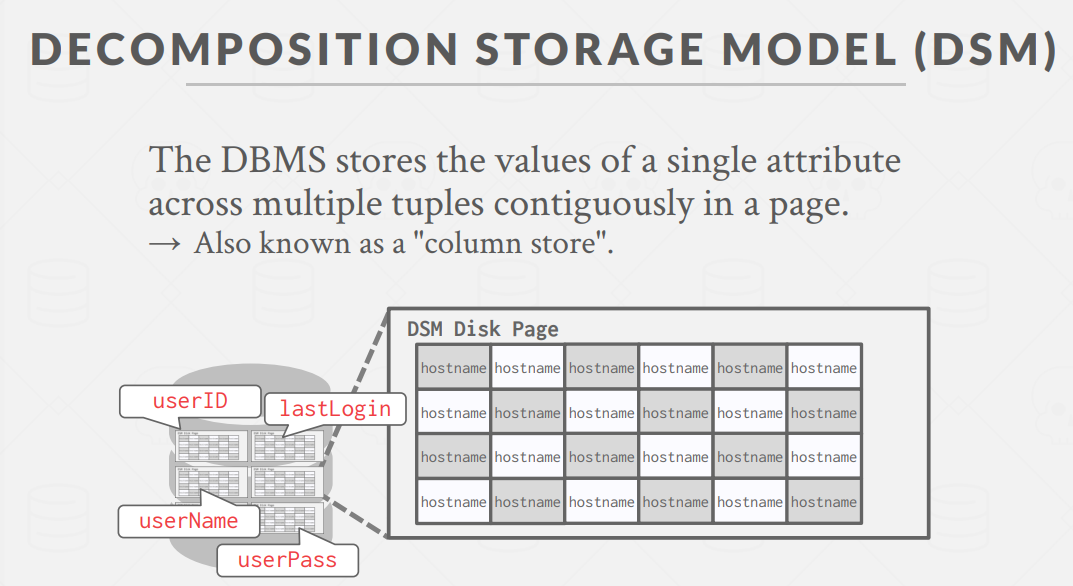 DECOMPOSITION STORAGE MODEL (DSM)
The DBMS stores the values of a single attribute
across multiple tuples contiguously in a page.
→ Also known as a "column store".
DSM Disk Page
hostname hostname hostname hostname hostname hostname
hostname hostname hostname hostname hostname hostname
hostname hostname hostname hostname hostname hostname
hostname hostname hostname hostname hostname hostname
userID
lastLogin
userName
userPass